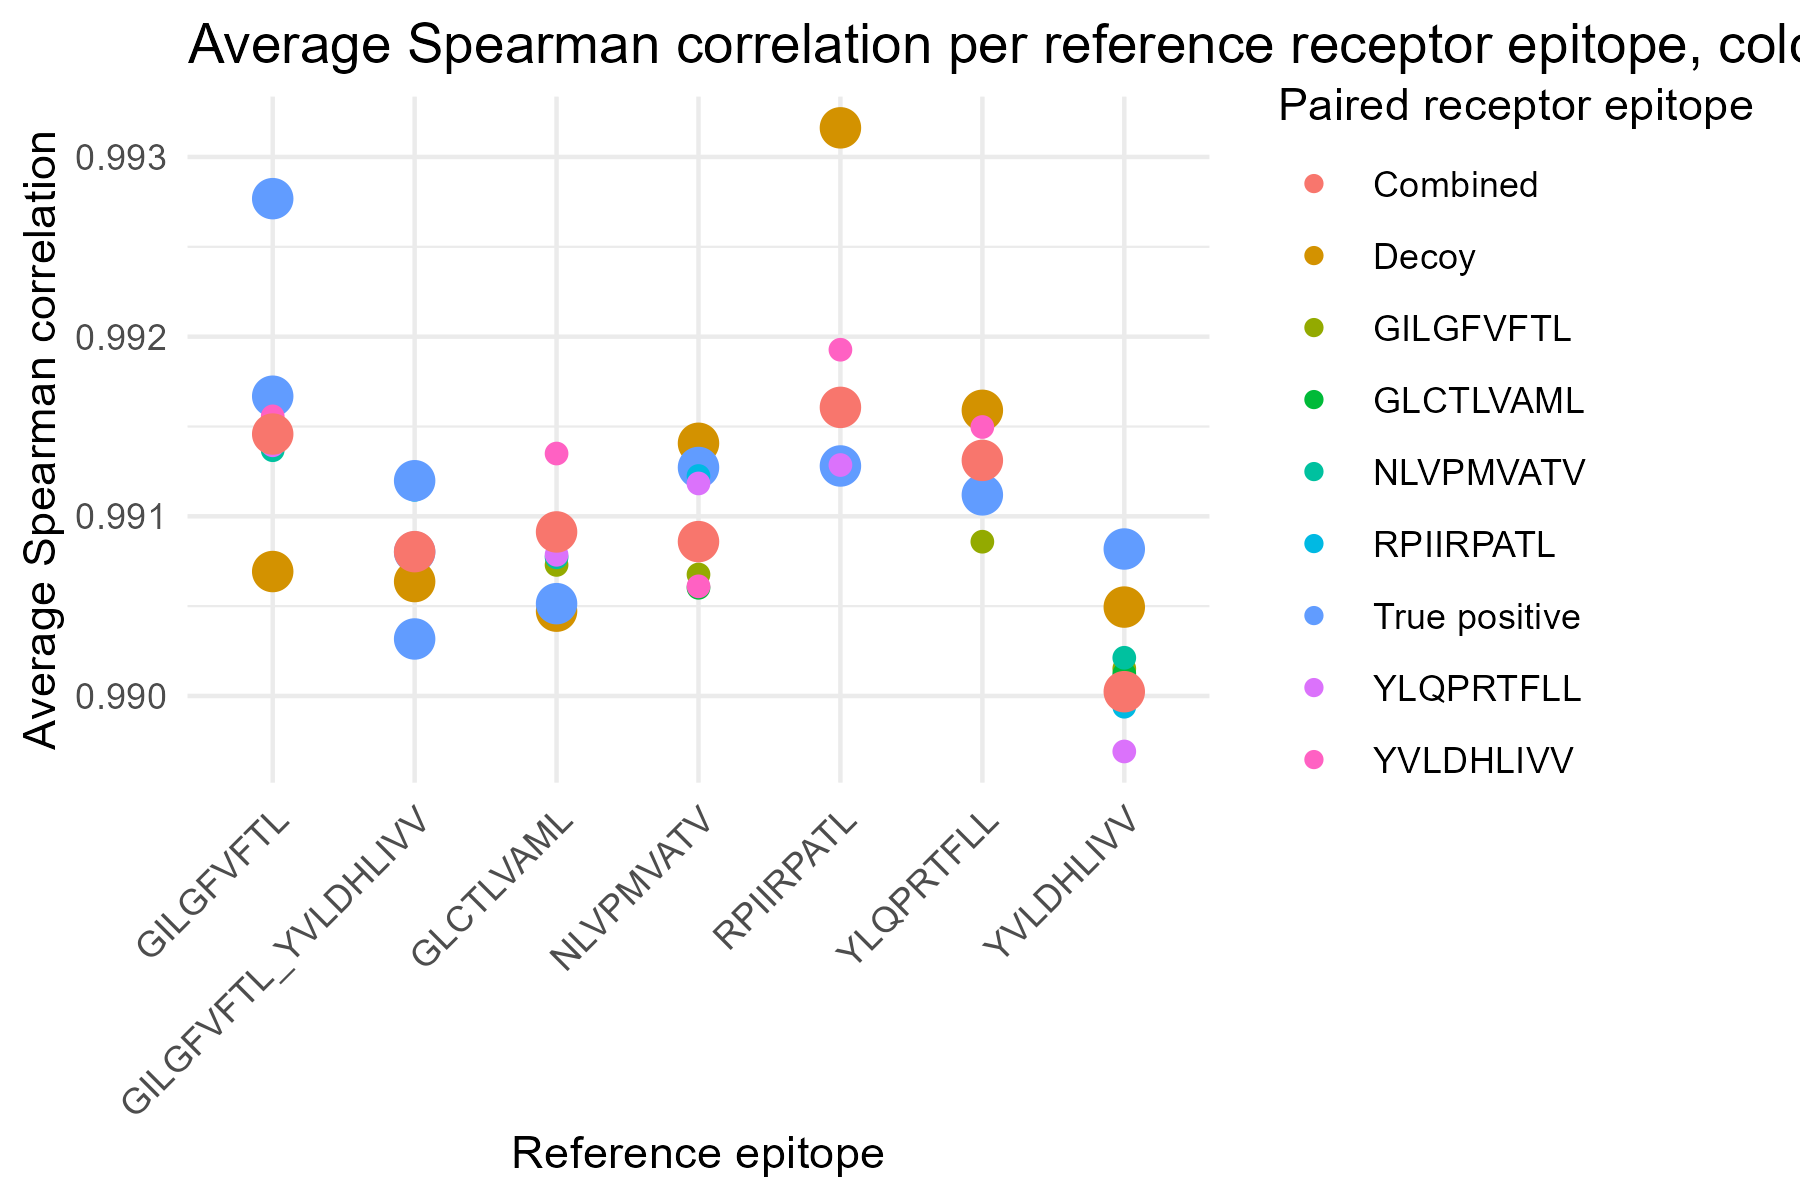 Average Spearman correlation per reference receptor epitope, colo
Average Spearman correlation
0.993
0.992
0.991
0.990
GILGFVFTL
GILGFVFTL_YVLDHLIVV
GLCTLVAML
NLVPMVATV
RPIIRPATL
YLQPRTFLL
YVLDHLIVV
Reference epitope
Paired receptor epitope
Combined
Decoy
GILGFVFTL
GLCTLVAML
NLVPMVATV
RPIIRPATL
True positive
YLQPRTFLL
YVLDHLIVV